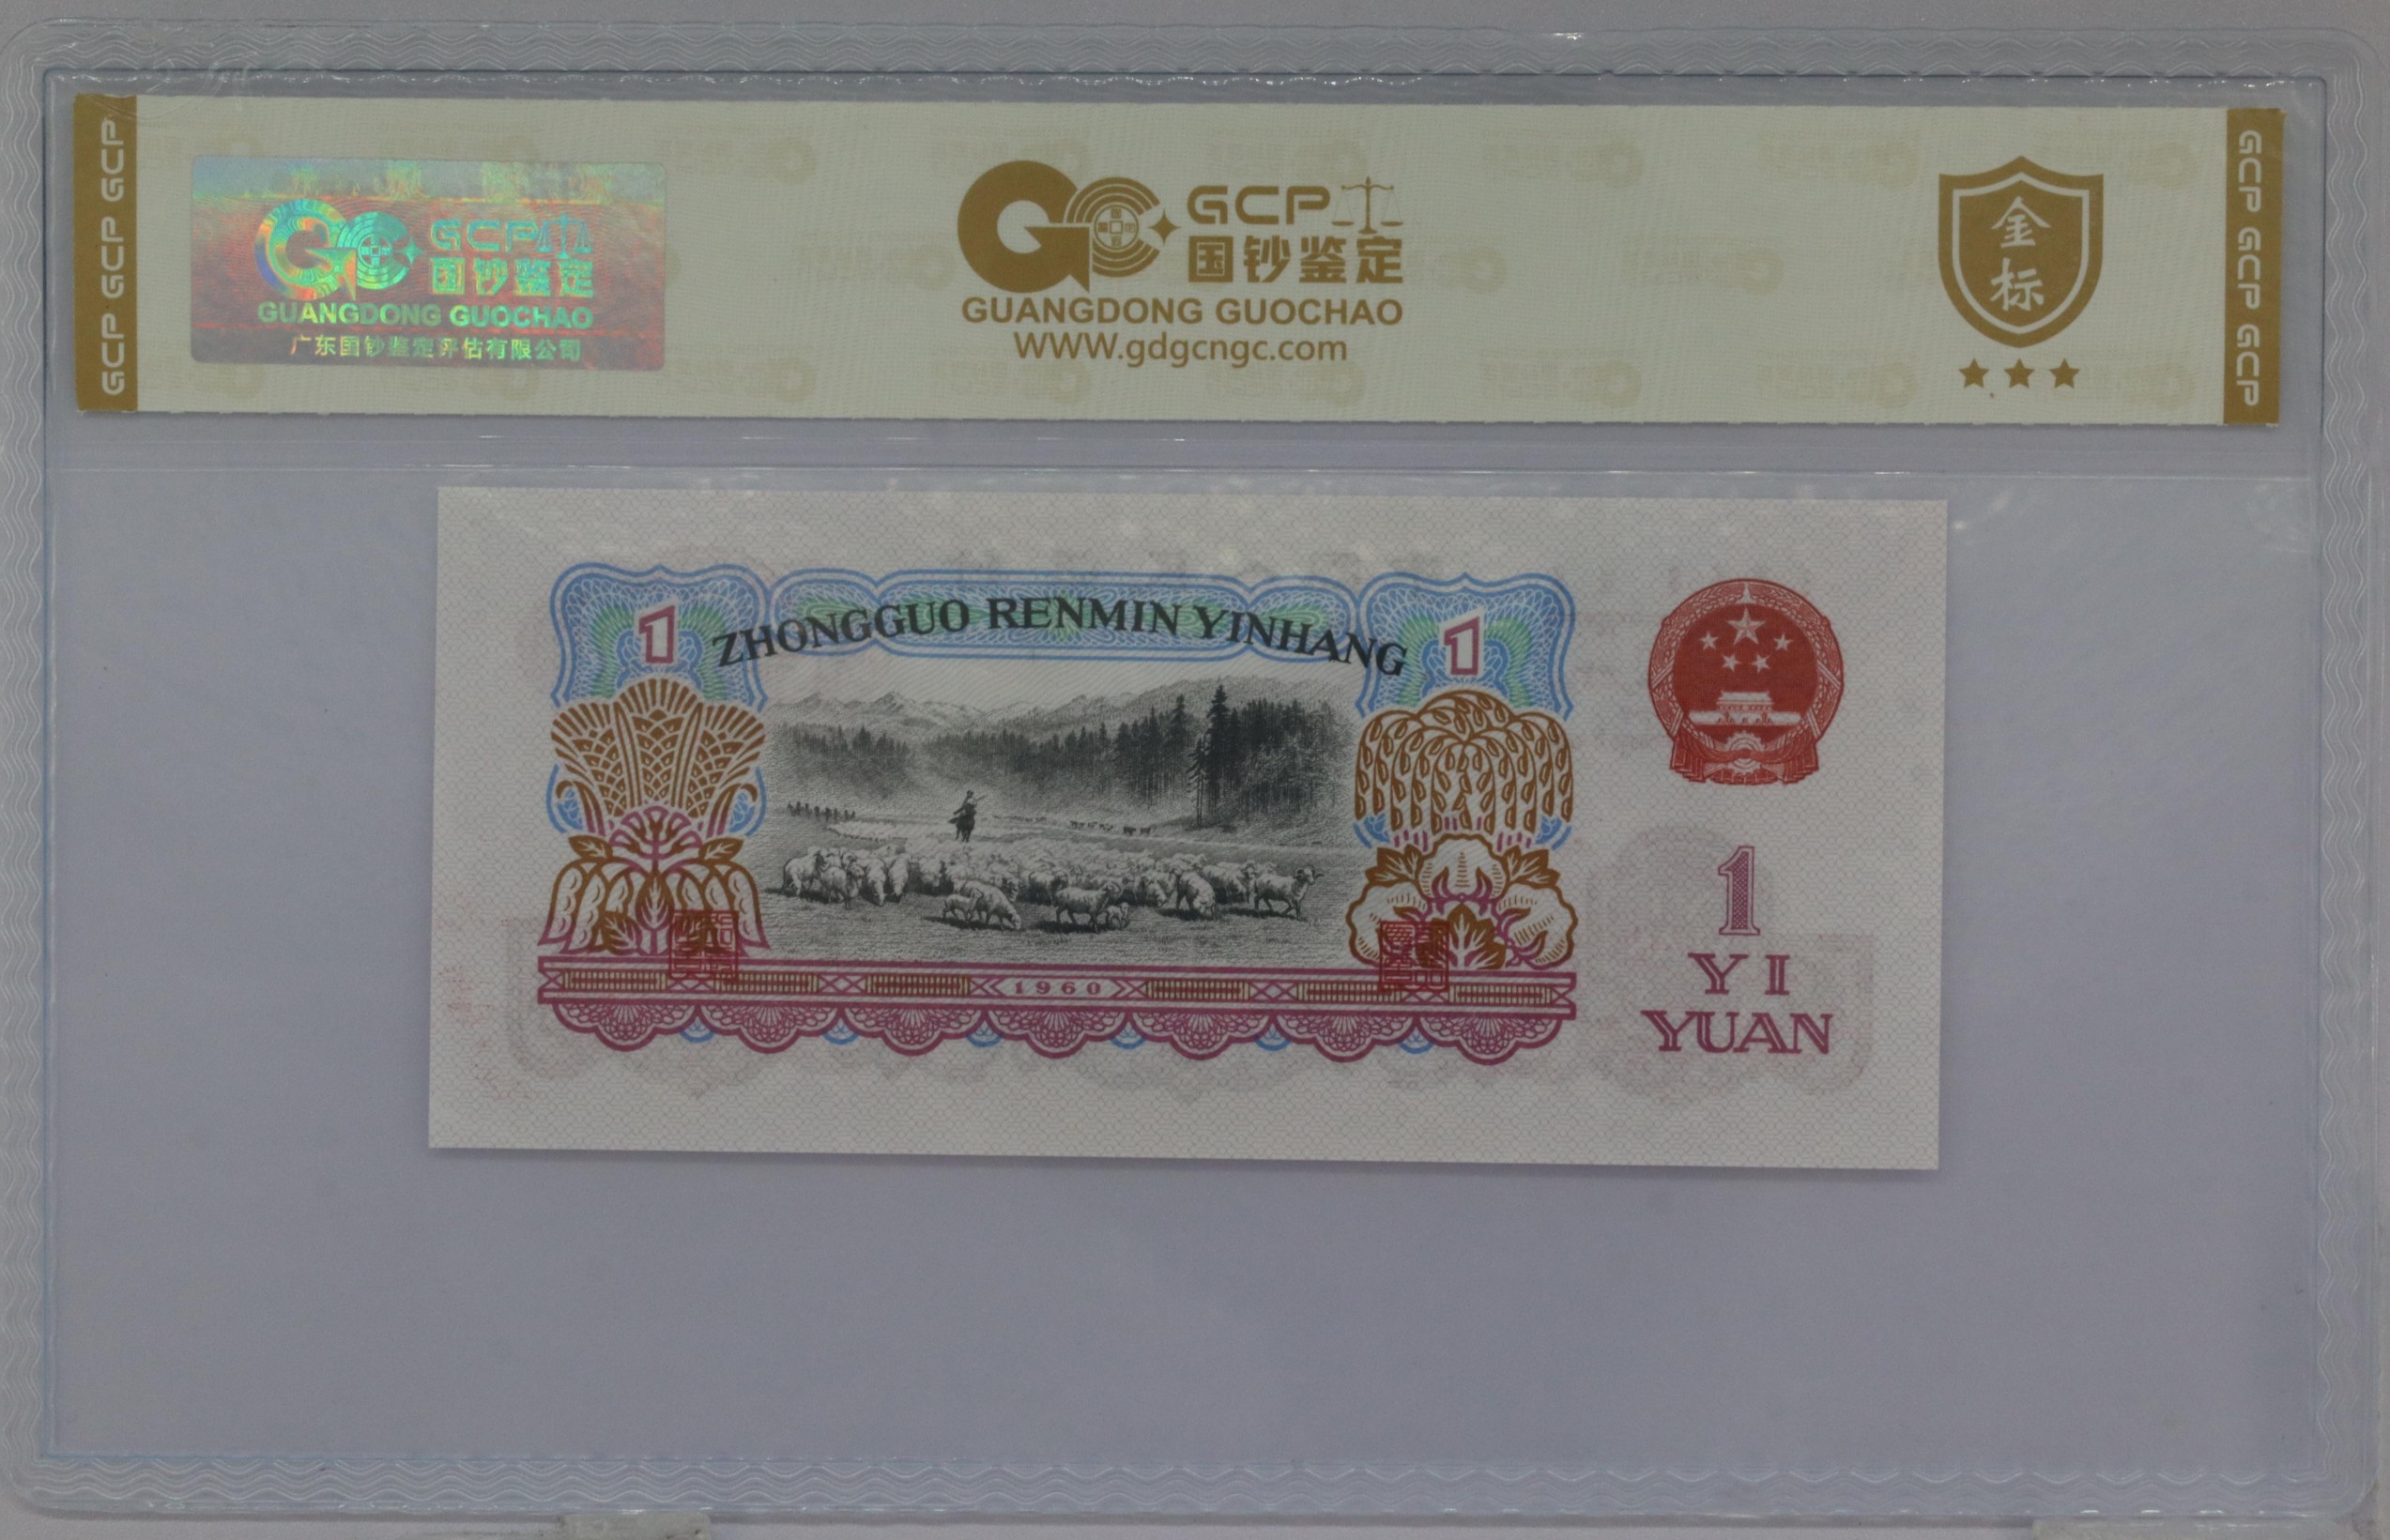 GCP GCP GCP
GCP
国钞鉴定
GUANGDONG GUOCHAO
广东国钞鉴定评估有限公司
GCP
国钞鉴定
GUANGDONG GUOCHAO
www.gdgcngc.com
金
标
GCP GCP GCP
1
ZHONGGUO RENMIN YINHANG
1
1960
1
YI
YUAN